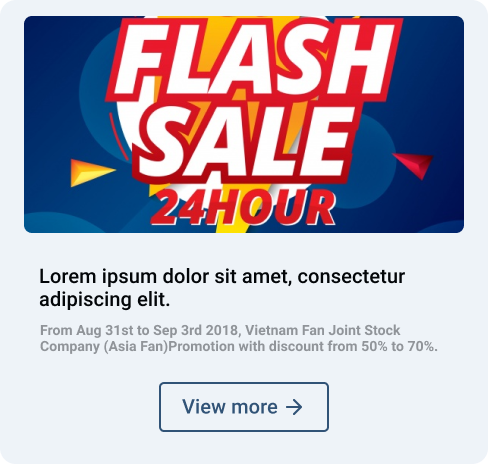 FLASH
SALE
24HOUR
Lorem ipsum dolor sit amet, consectetur
adipiscing elit.
From Aug 31st to Sep 3rd 2018, Vietnam Fan Joint Stock
Company (Asia Fan)Promotion with discount from 50% to 70%.
View more →